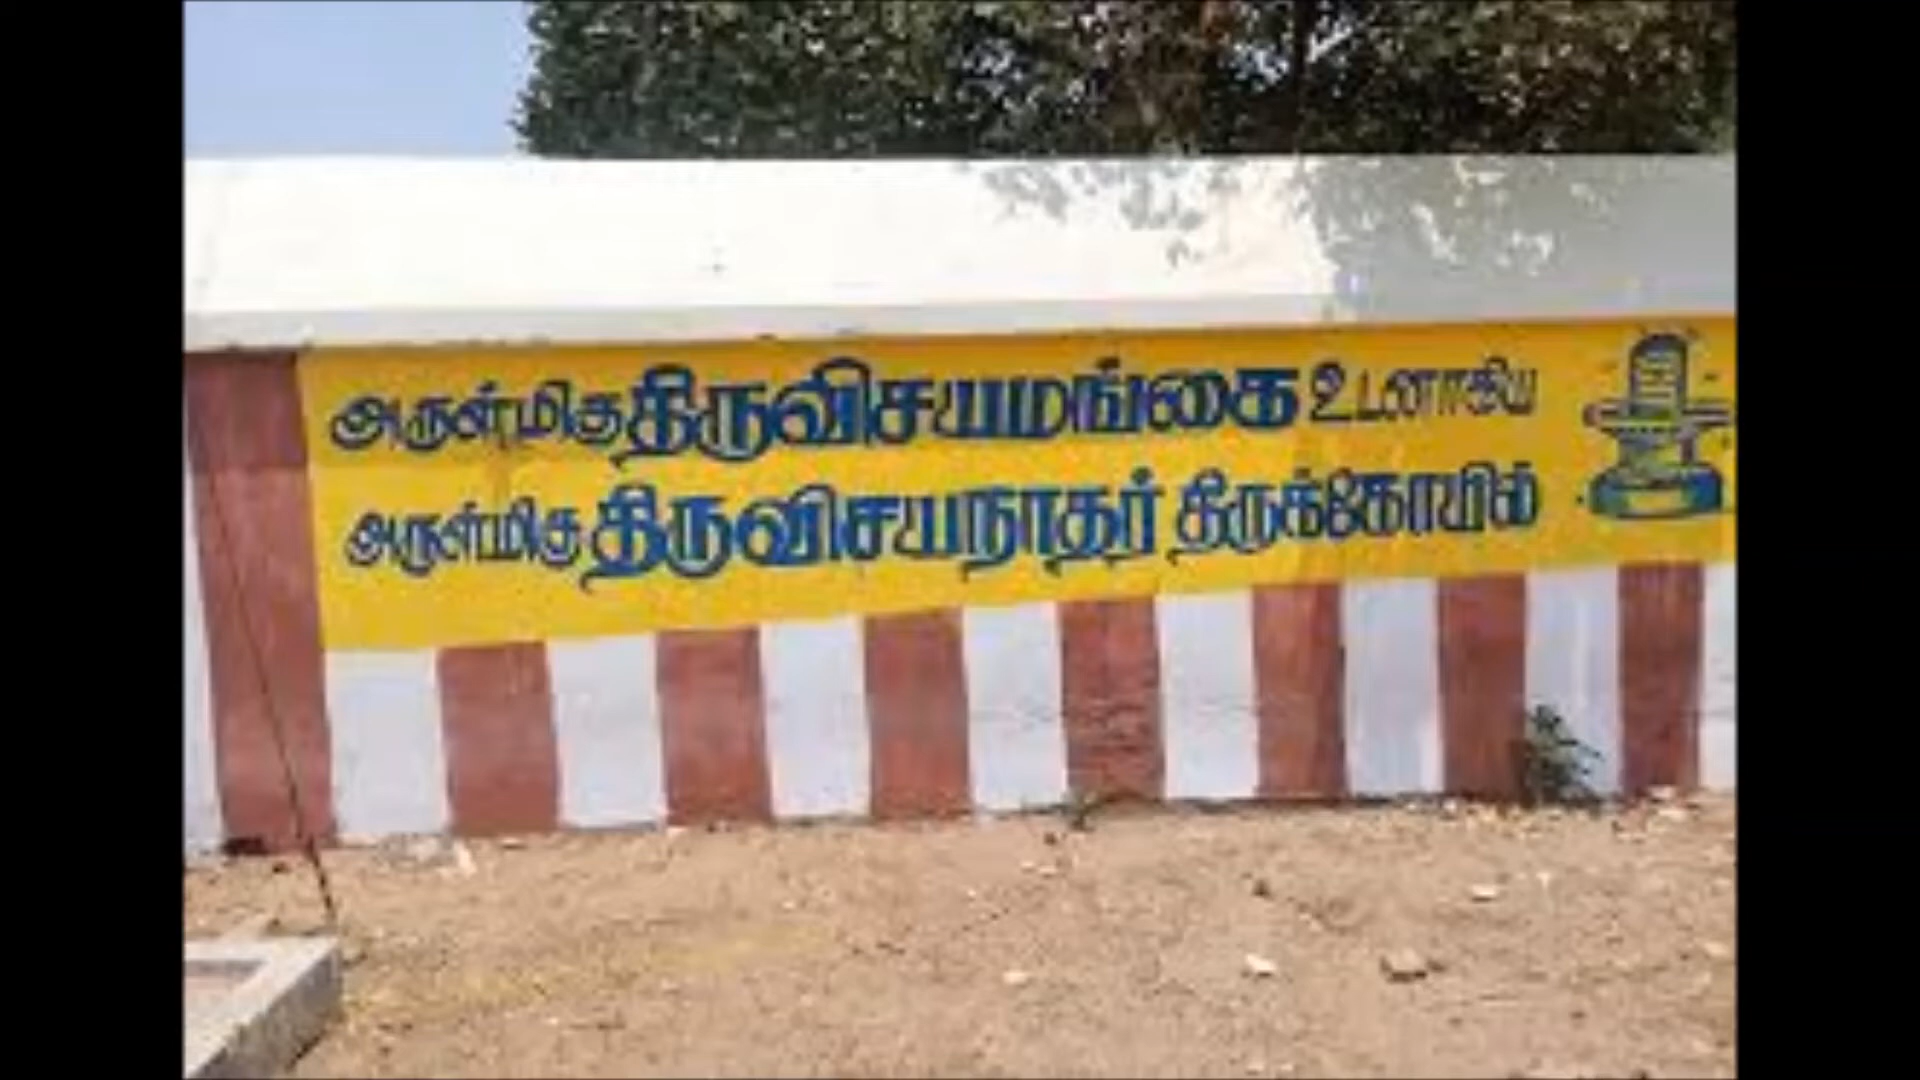 அருள்மிகு திருவிசயமங்கை உடனாகிய
அருள்மிகு திருவிசயநாதர் திருக்கோயில்